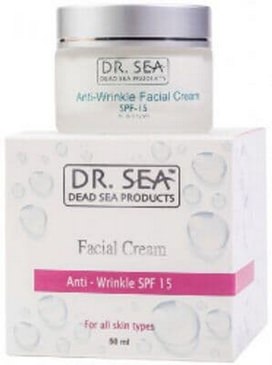 DR. SEA
DEAD SEA PRODUCTS
Anti-Wrinkle Facial Cream
SPF-15
DR. SEA™
DEAD SEA PRODUCTS
Facial Cream
Anti - Wrinkle SPF 15
For all skin types
50 ml